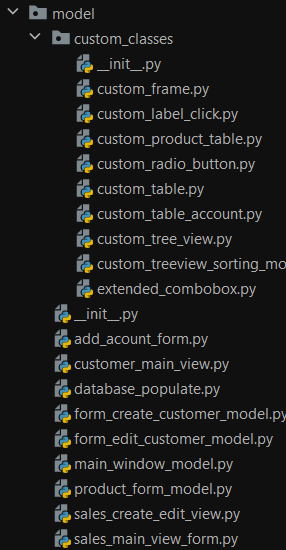 model
custom_classes
__init__.py
custom_frame.py
custom_label_click.py
custom_product_table.py
custom_radio_button.py
custom_table.py
custom_table_account.py
custom_tree_view.py
custom_treeview_sorting_mo
extended_combobox.py
__init__.py
add_acount_form.py
customer_main_view.py
database_populate.py
form_create_customer_model.py
form_edit_customer_model.py
main_window_model.py
product_form_model.py
sales_create_edit_view.py
sales_main_view_form.py